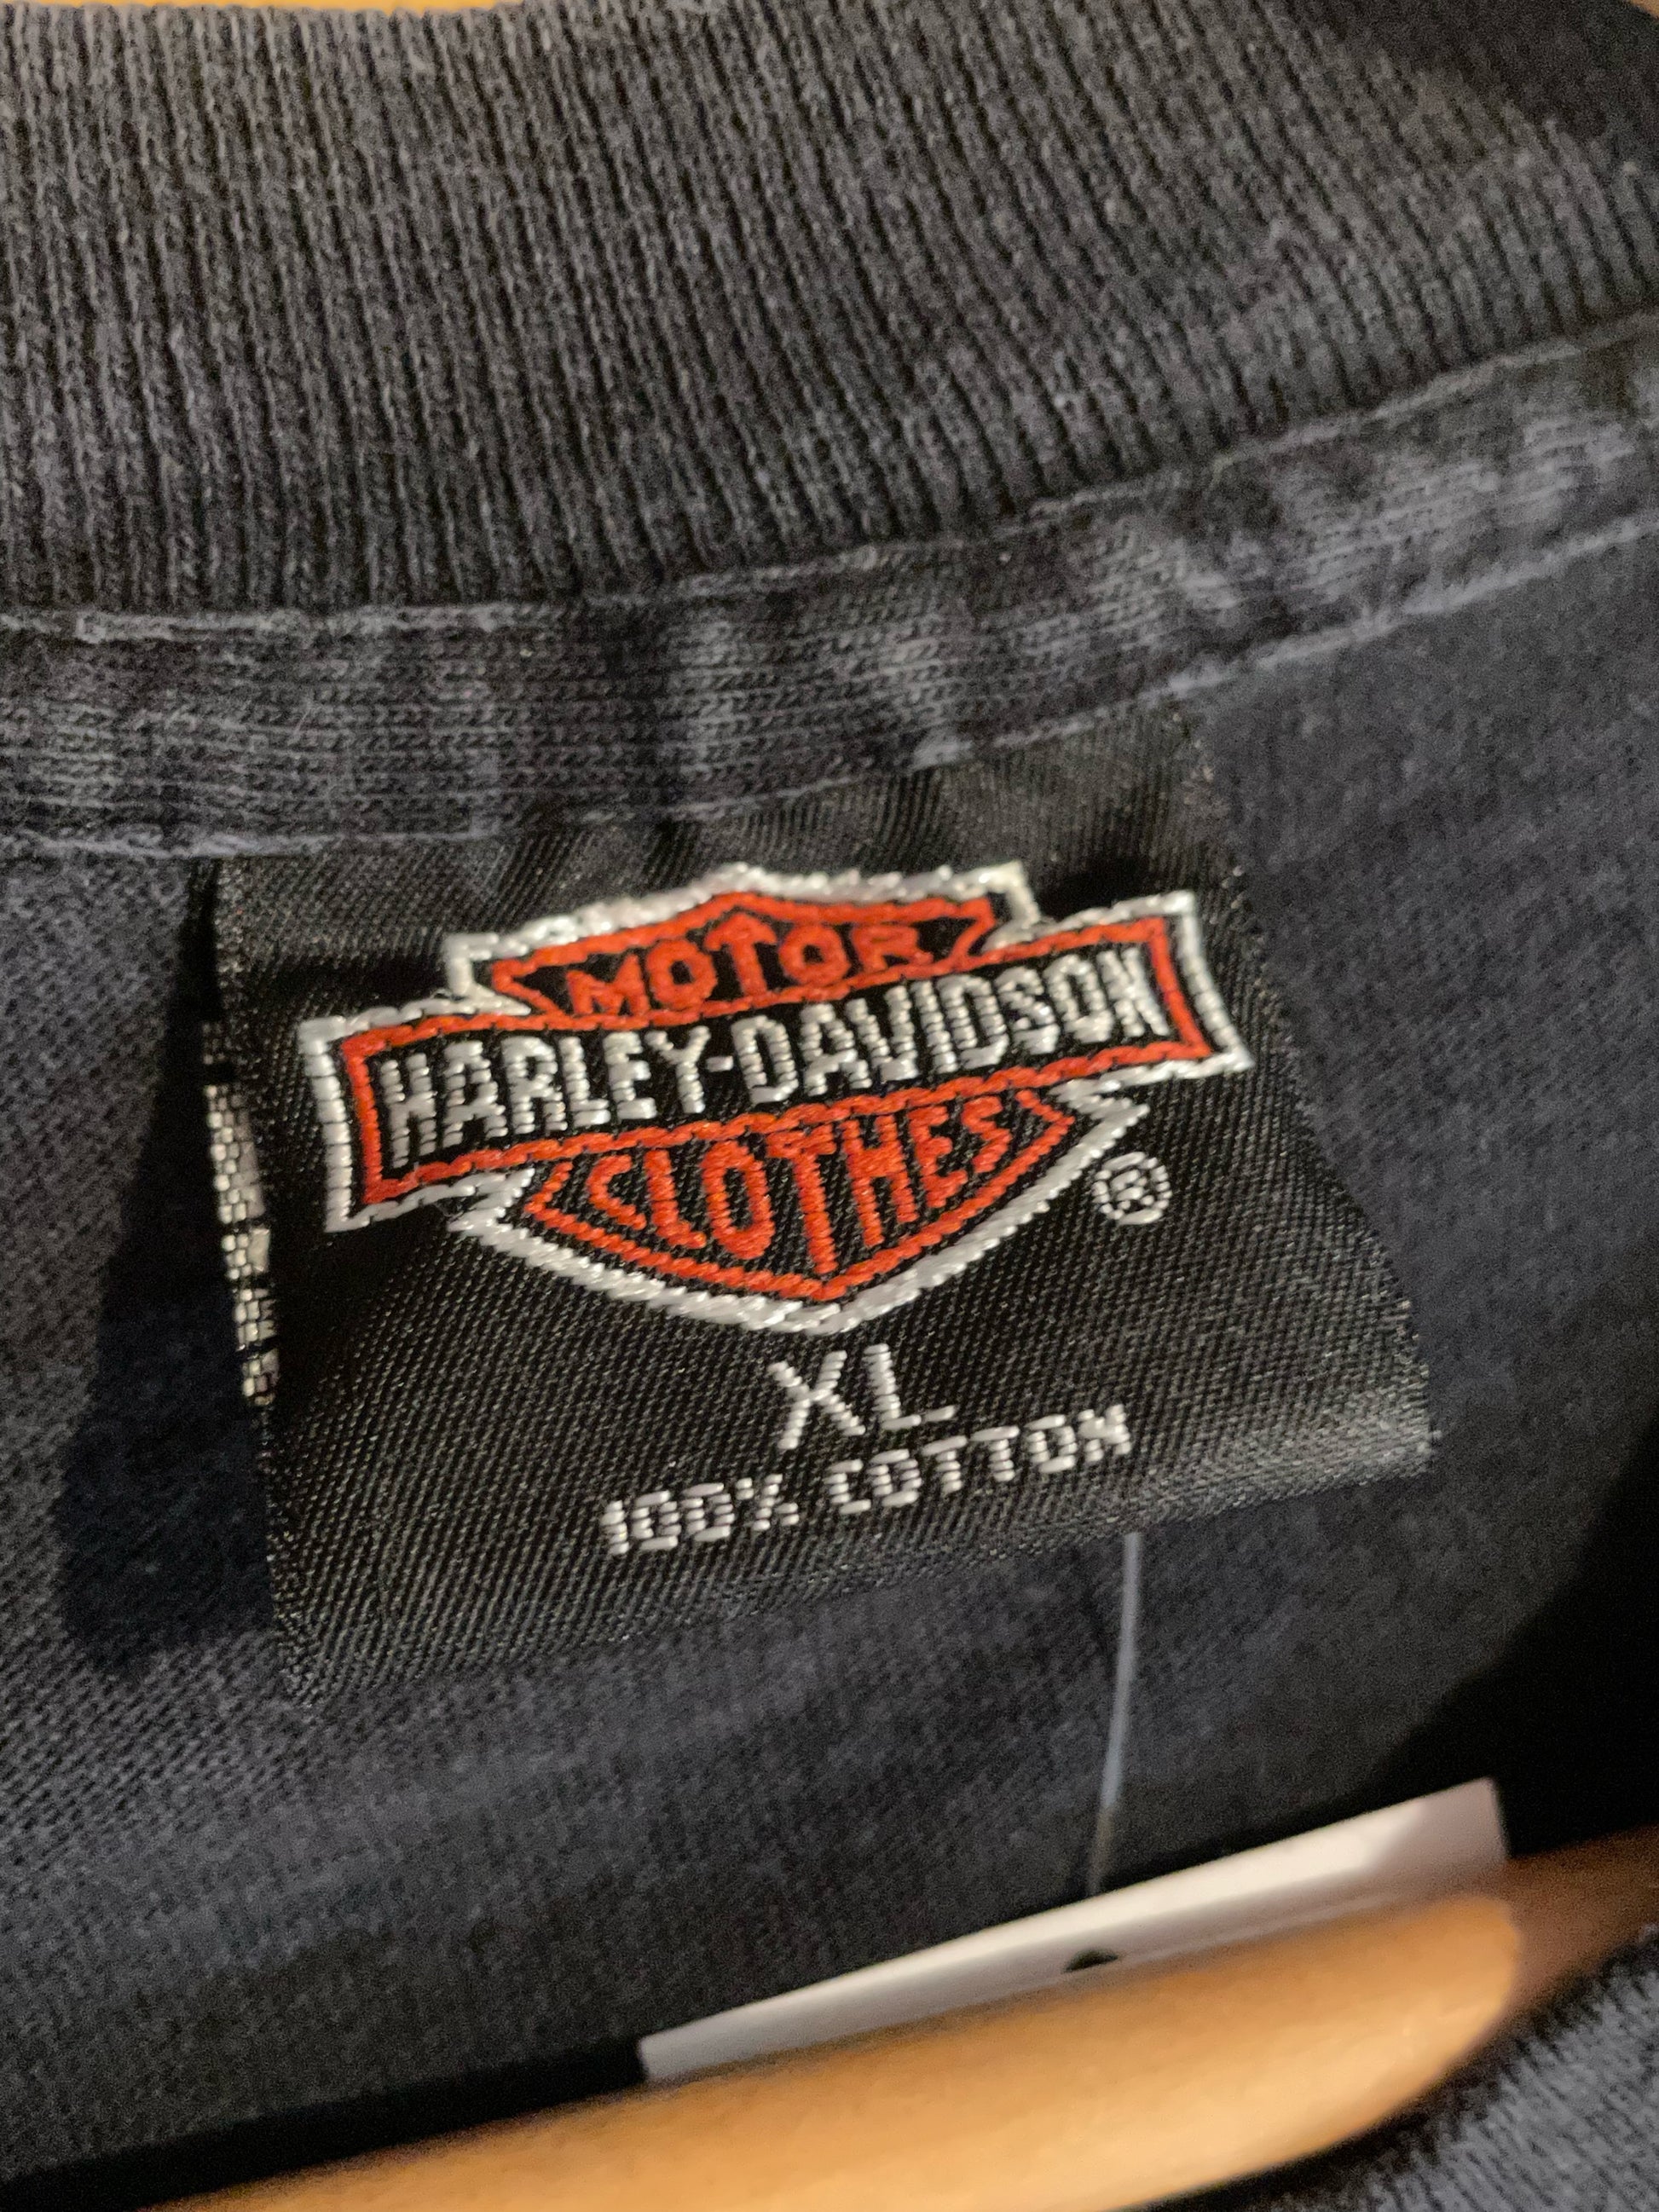 MOTOR
HARLEY-DAVIDSON
CLOTHES
®
XL
100% COTTON